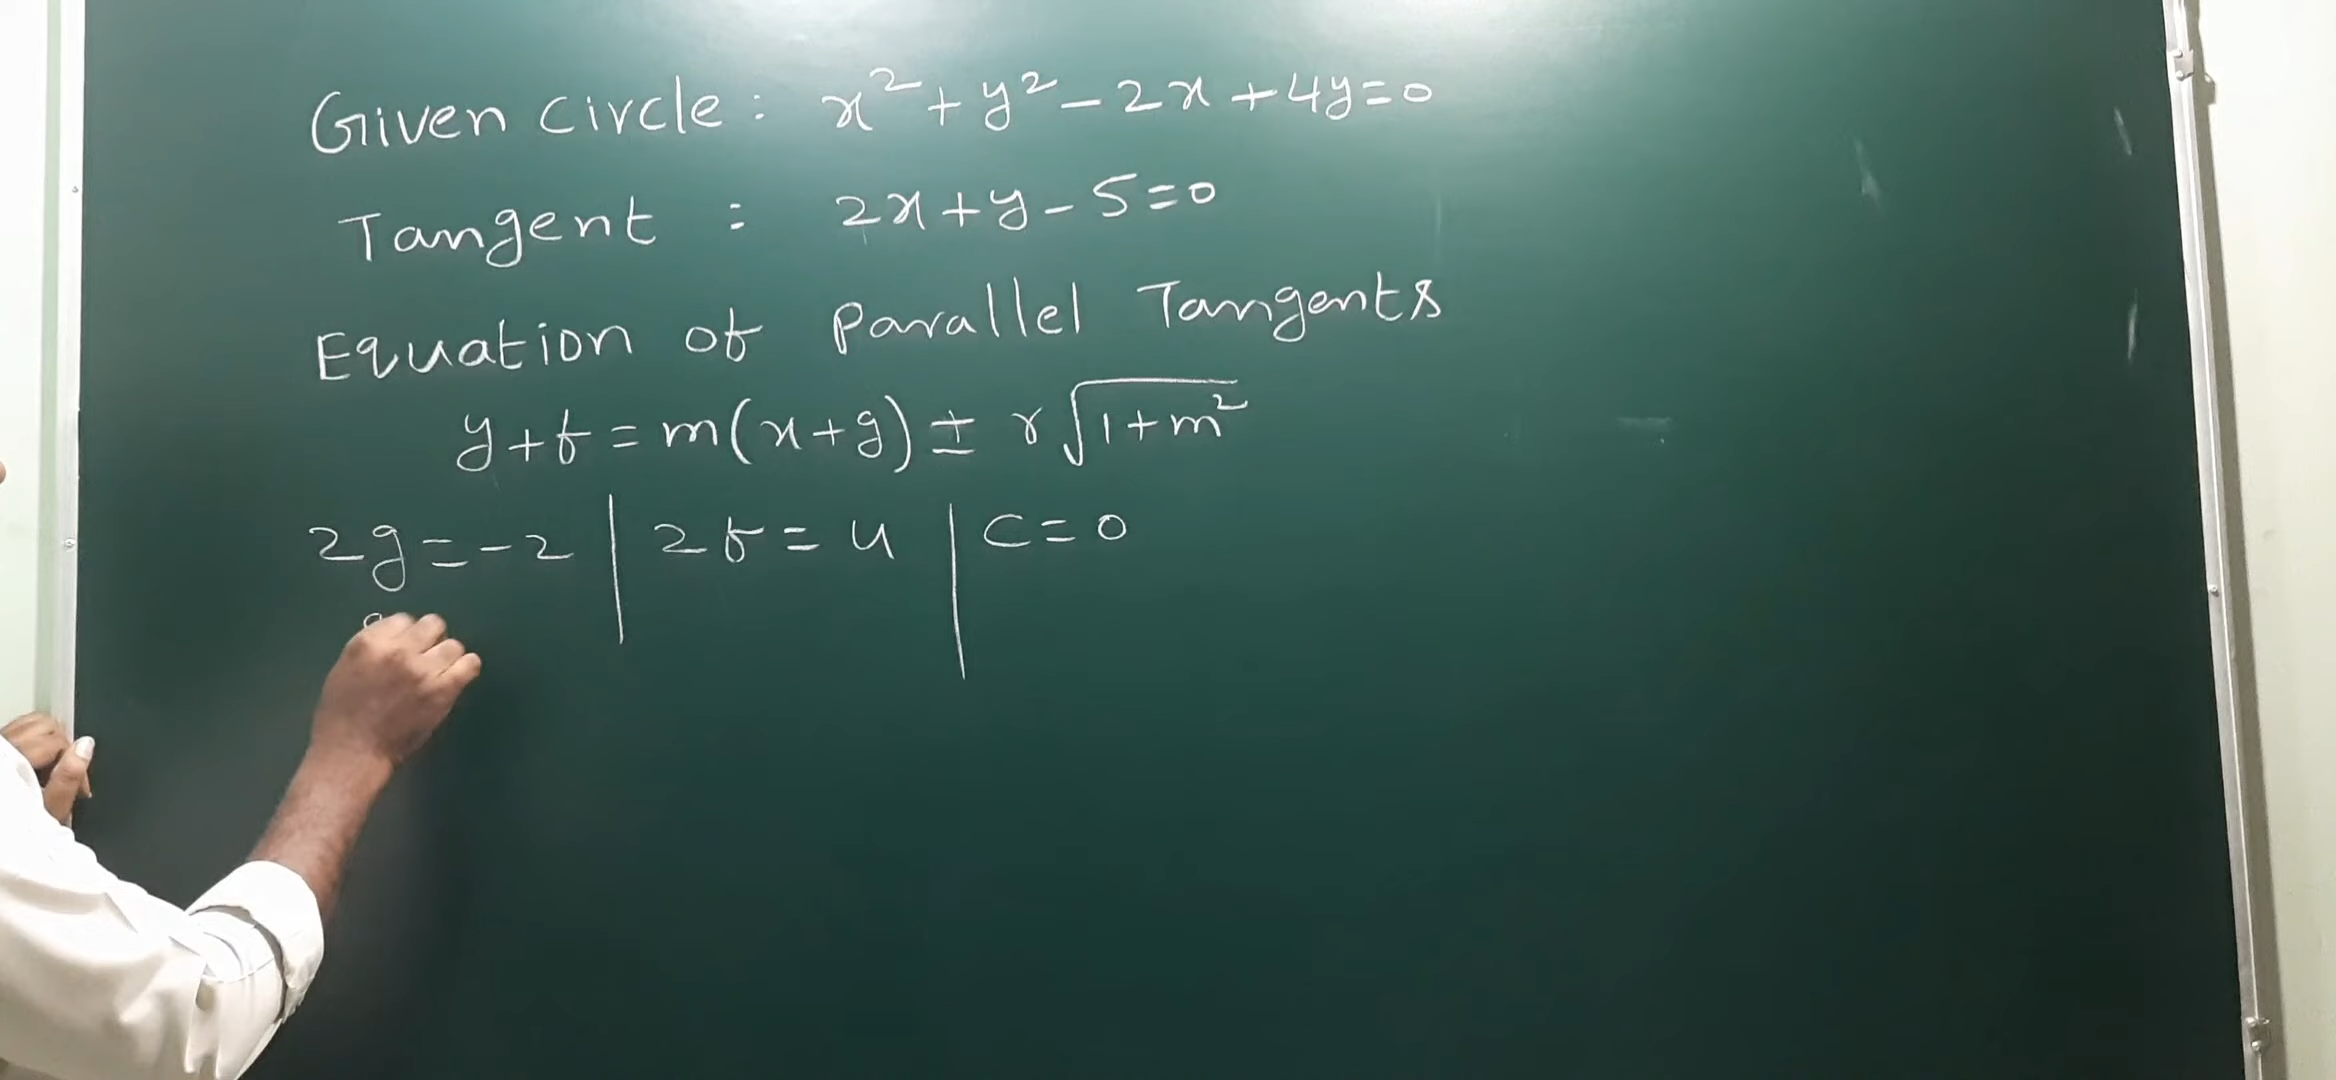 Given circle : x² + y² - 2x + 4y = 0
Tangent : 2x + y - 5 = 0
Equation of Parallel Tangents
y + f = m(x + g) ± r√(1 + m²)
2g = -2 | 2f = 4 | c = 0